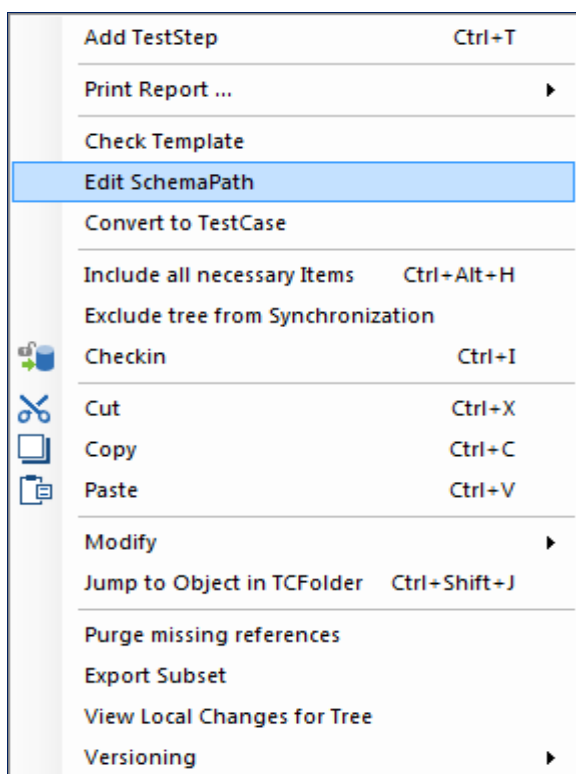 Add TestStep Ctrl+T
Print Report ...
Check Template
Edit SchemaPath
Convert to TestCase
Include all necessary Items Ctrl+Alt+H
Exclude tree from Synchronization
Checkin Ctrl+I
Cut Ctrl+X
Copy Ctrl+C
Paste Ctrl+V
Modify
Jump to Object in TCFolder Ctrl+Shift+J
Purge missing references
Export Subset
View Local Changes for Tree
Versioning